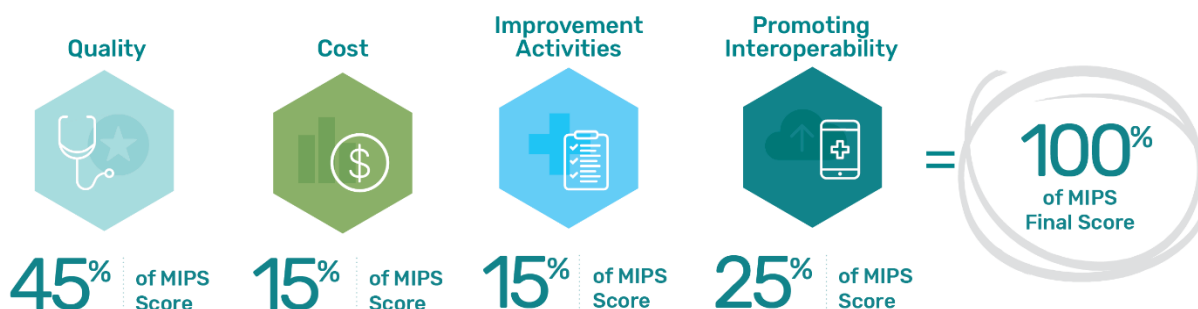 Quality
Cost
Improvement
Activities
Promoting
Interoperability
$
45% of MIPS
Score
15% of MIPS
Score
15% of MIPS
Score
25% of MIPS
Score
=
100%
of MIPS
Final Score